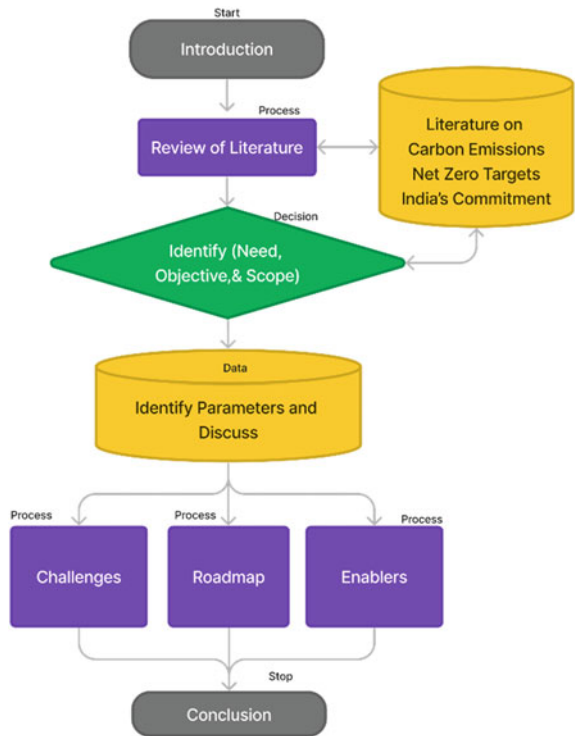 Start
Introduction
Process
Review of Literature
Literature on
Carbon Emissions
Net Zero Targets
India's Commitment
Decision
Identify (Need,
Objective,& Scope)
Data
Identify Parameters and
Discuss
Process
Challenges
Process
Roadmap
Process
Enablers
Stop
Conclusion